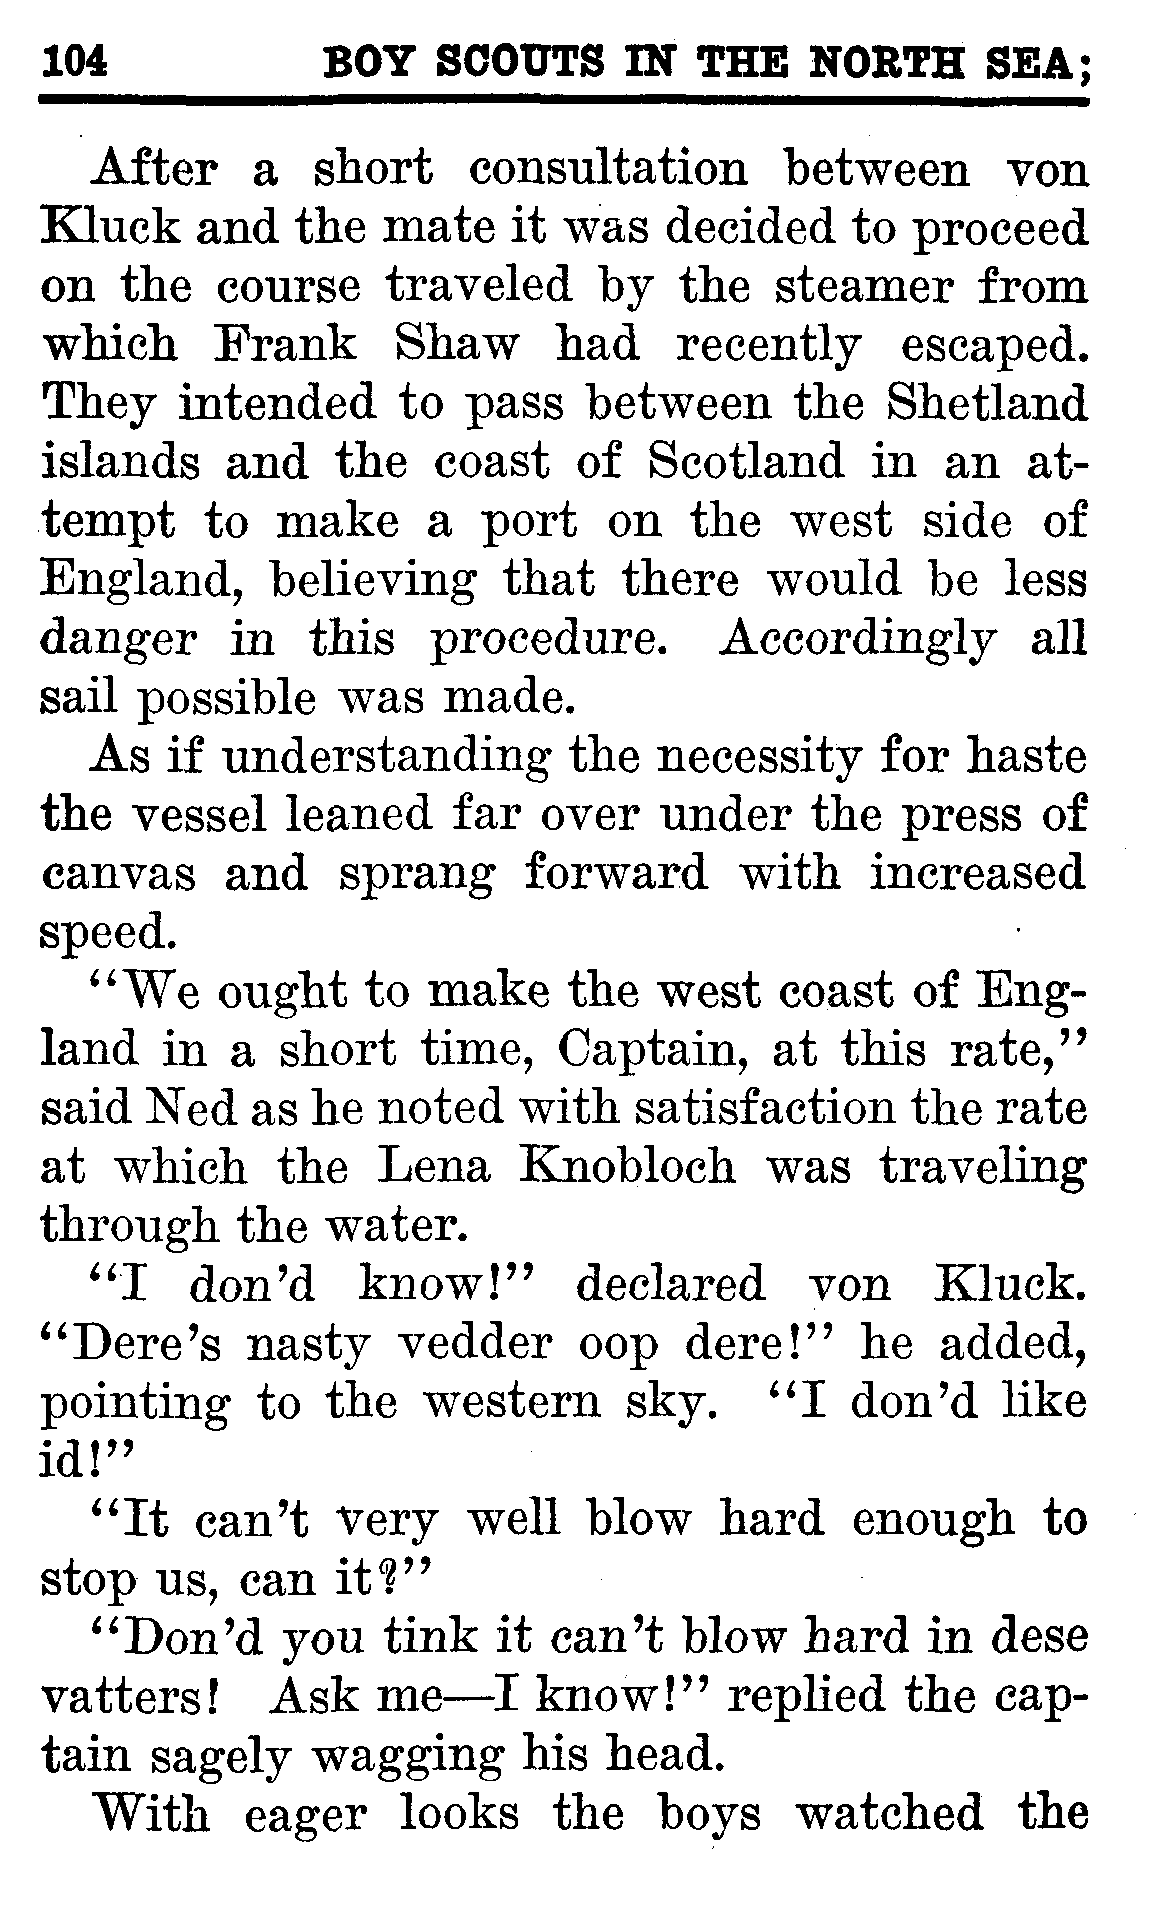 104 BOY SCOUTS IN THE NORTH SEA;
After a short consultation between von
Kluck and the mate it was decided to proceed
on the course traveled by the steamer from
which Frank Shaw had recently escaped.
They intended to pass between the Shetland
islands and the coast of Scotland in an at-
tempt to make a port on the west side of
England, believing that there would be less
danger in this procedure. Accordingly all
sail possible was made.
As if understanding the necessity for haste
the vessel leaned far over under the press of
canvas and sprang forward with increased
speed.
"We ought to make the west coast of Eng-
land in a short time, Captain, at this rate,"
said Ned as he noted with satisfaction the rate
at which the Lena Knobloch was traveling
through the water.
"I don'd know!" declared von Kluck.
"Dere's nasty vedder oop dere!" he added,
pointing to the western sky. "I don'd like
id!"
"It can't very well blow hard enough to
stop us, can it?"
"Don'd you tink it can't blow hard in dese
vatters! Ask me—I know!" replied the cap-
tain sagely wagging his head.
With eager looks the boys watched the